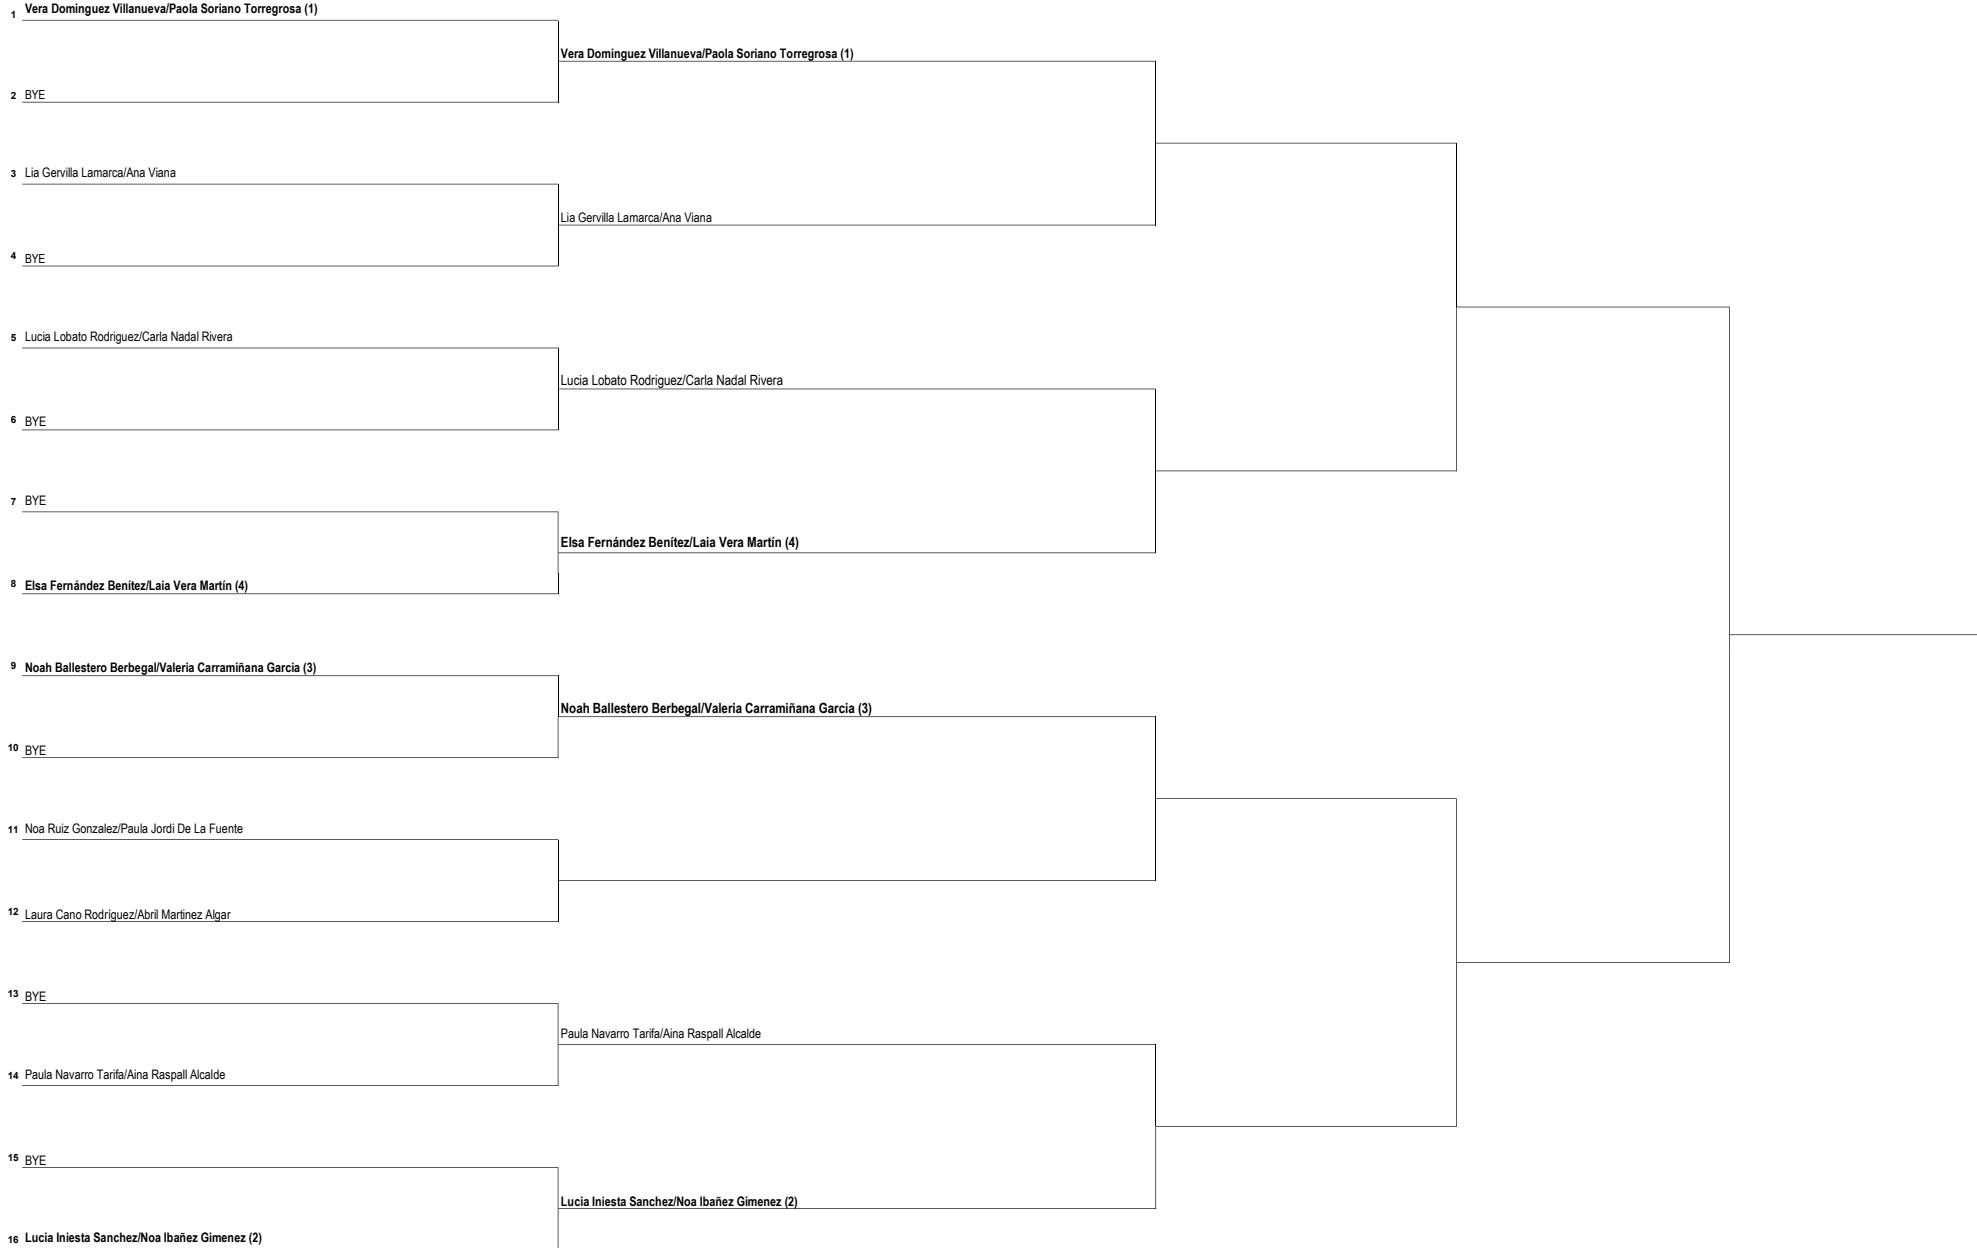 1 Vera Dominguez Villanueva/Paola Soriano Torregrosa (1)
Vera Dominguez Villanueva/Paola Soriano Torregrosa (1)
2 BYE
3 Lia Gervilla Lamarca/Ana Viana
Lia Gervilla Lamarca/Ana Viana
4 BYE
5 Lucia Lobato Rodriguez/Carla Nadal Rivera
Lucia Lobato Rodriguez/Carla Nadal Rivera
6 BYE
7 BYE
Elsa Fernández Benítez/Laia Vera Martín (4)
8 Elsa Fernández Benítez/Laia Vera Martín (4)
9 Noah Ballestero Berbegal/Valeria Carramiñana Garcia (3)
Noah Ballestero Berbegal/Valeria Carramiñana Garcia (3)
10 BYE
11 Noa Ruiz Gonzalez/Paula Jordi De La Fuente
12 Laura Cano Rodríguez/Abril Martinez Algar
13 BYE
Paula Navarro Tarifa/Aina Raspall Alcalde
14 Paula Navarro Tarifa/Aina Raspall Alcalde
15 BYE
Lucia Iniesta Sanchez/Noa Ibañez Gimenez (2)
16 Lucia Iniesta Sanchez/Noa Ibañez Gimenez (2)